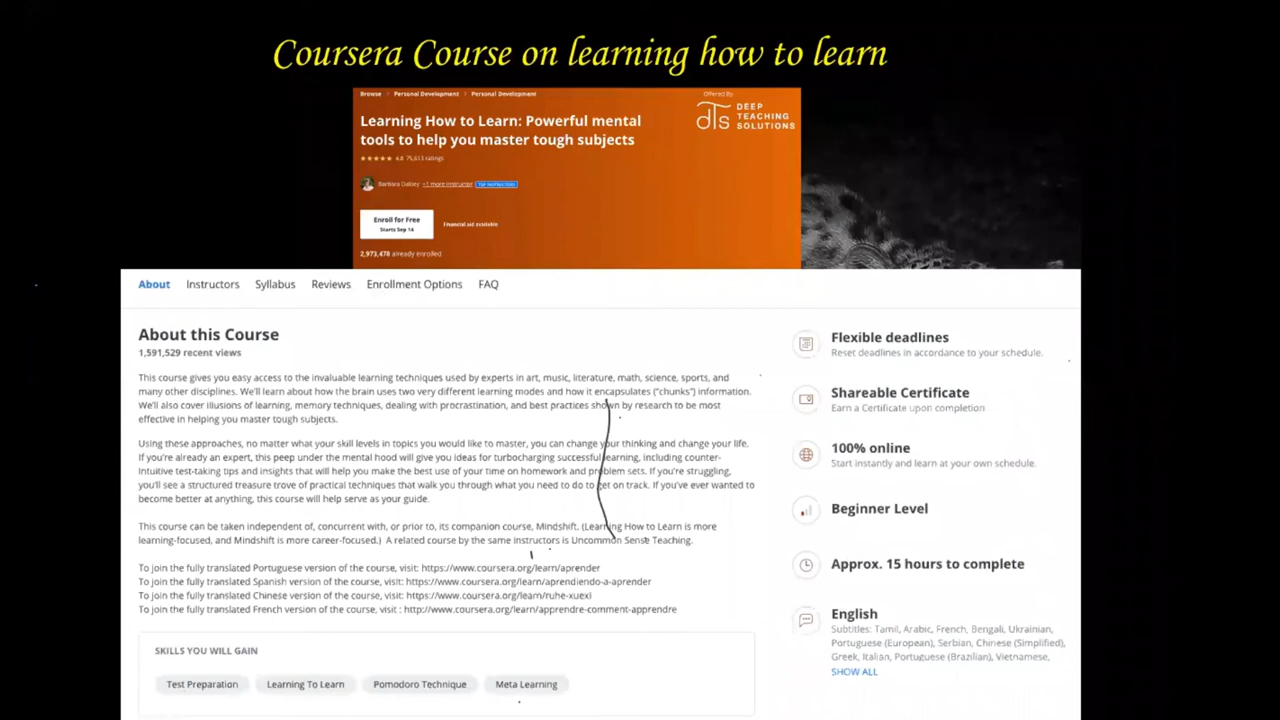 Coursera Course on learning how to learn
Browse > Personal Development > Personal Development
Offered By
DEEP
TEACHING
SOLUTIONS
Learning How to Learn: Powerful mental
tools to help you master tough subjects
4.8 75,613 ratings
Barbara Oakley +1 more instructor TOP INSTRUCTORS
Enroll for Free
Starts Sep 14
Financial aid available
2,973,478 already enrolled
About Instructors Syllabus Reviews Enrollment Options FAQ
About this Course
1,591,529 recent views
This course gives you easy access to the invaluable learning techniques used by experts in art, music, literature, math, science, sports, and
many other disciplines. We'll learn about how the brain uses two very different learning modes and how it encapsulates ("chunks") information.
We'll also cover illusions of learning, memory techniques, dealing with procrastination, and best practices shown by research to be most
effective in helping you master tough subjects.
Using these approaches, no matter what your skill levels in topics you would like to master, you can change your thinking and change your life.
If you're already an expert, this peep under the mental hood will give you ideas for turbocharging successful learning, including counter-
intuitive test-taking tips and insights that will help you make the best use of your time on homework and problem sets. If you're struggling,
you'll see a structured treasure trove of practical techniques that walk you through what you need to do to get on track. If you've ever wanted to
become better at anything, this course will help serve as your guide.
This course can be taken independent of, concurrent with, or prior to, its companion course, Mindshift. (Learning How to Learn is more
learning-focused, and Mindshift is more career-focused.) A related course by the same instructors is Uncommon Sense Teaching.
To join the fully translated Portuguese version of the course, visit: https://www.coursera.org/learn/aprender
To join the fully translated Spanish version of the course, visit: https://www.coursera.org/learn/aprendiendo-a-aprender
To join the fully translated Chinese version of the course, visit: https://www.coursera.org/learn/ruhe-xuexi
To join the fully translated French version of the course, visit : http://www.coursera.org/learn/apprendre-comment-apprendre
SKILLS YOU WILL GAIN
Test Preparation Learning To Learn Pomodoro Technique Meta Learning
Flexible deadlines
Reset deadlines in accordance to your schedule.
Shareable Certificate
Earn a Certificate upon completion
100% online
Start instantly and learn at your own schedule.
Beginner Level
Approx. 15 hours to complete
English
Subtitles: Tamil, Arabic, French, Bengali, Ukrainian,
Portuguese (European), Serbian, Chinese (Simplified),
Greek, Italian, Portuguese (Brazilian), Vietnamese,
SHOW ALL